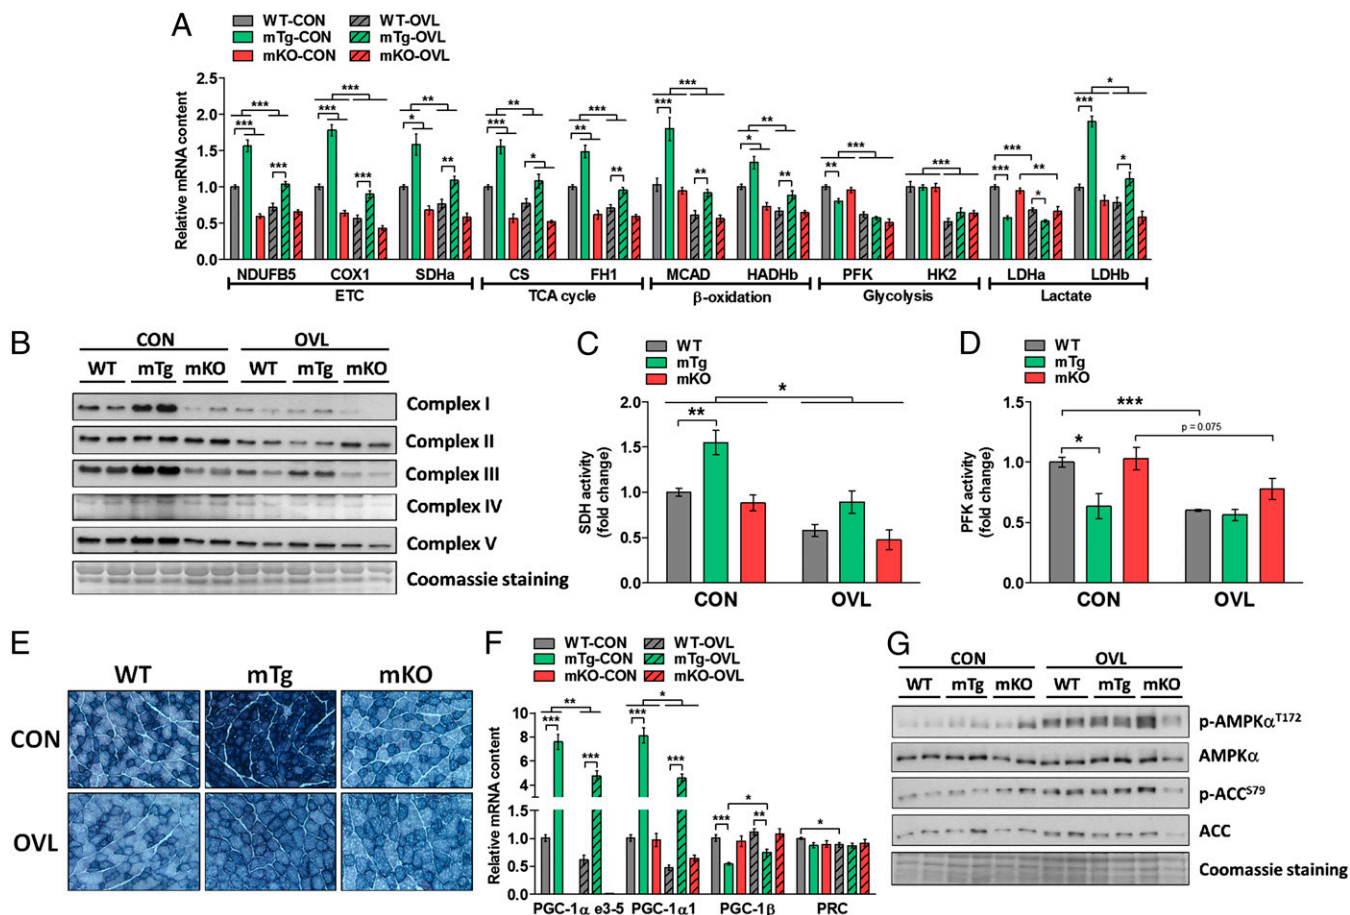 A
WT-CON WT-OVL
mTg-CON mTg-OVL
mKO-CON mKO-OVL
Relative mRNA content
2.5
2.0
1.5
1.0
0.5
0.0
*** *** ** ** *** *** ** *** *** *** ** *
*** *** * *** ** *** * ** *** ***
*** *** ** * ** ** ** * *
NDUFB5 COX1 SDHa CS FH1 MCAD HADHb PFK HK2 LDHa LDHb
ETC TCA cycle β-oxidation Glycolysis Lactate
B
CON OVL
WT mTg mKO WT mTg mKO
Complex I
Complex II
Complex III
Complex IV
Complex V
Coomassie staining
C
WT
mTg
mKO
SDH activity
(fold change)
2.0
1.5
1.0
0.5
0.0
*
**
CON OVL
D
WT
mTg
mKO
PFK activity
(fold change)
1.5
1.0
0.5
0.0
***
*
p = 0.075
CON OVL
E
WT mTg mKO
CON
OVL
F
WT-CON WT-OVL
mTg-CON mTg-OVL
mKO-CON mKO-OVL
Relative mRNA content
10
8
6
4
2
1.5
1.0
0.5
0.0
** *
*** *** *** ***
* *
*** **
PGC-1α e3-5 PGC-1α1 PGC-1β PRC
G
CON OVL
WT mTg mKO WT mTg mKO
p-AMPKαT172
AMPKα
p-ACCS79
ACC
Coomassie staining